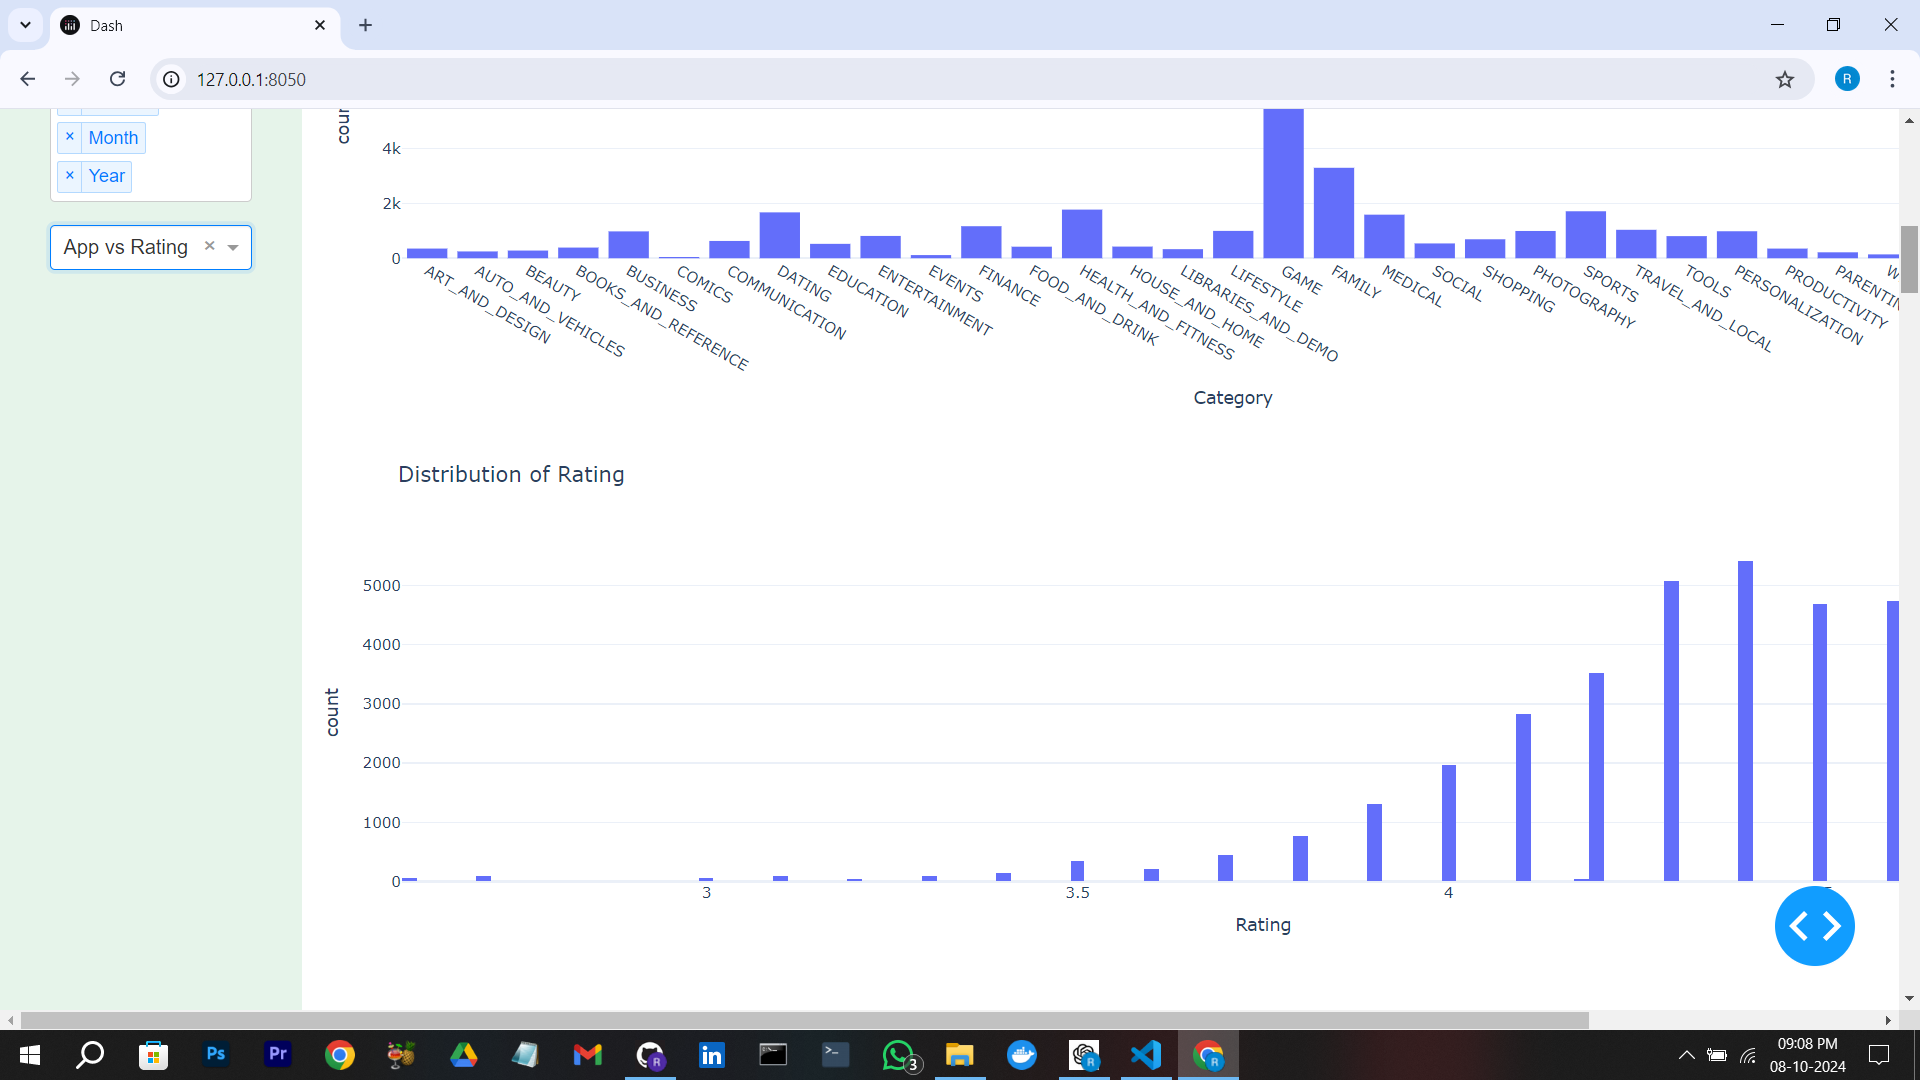 Dash
127.0.0.1:8050
R
× Month
× Year
App vs Rating ×
4k
2k
0
ART_AND_DESIGN
AUTO_AND_VEHICLES
BEAUTY
BOOKS_AND_REFERENCE
BUSINESS
COMICS
COMMUNICATION
DATING
EDUCATION
ENTERTAINMENT
EVENTS
FINANCE
FOOD_AND_DRINK
HEALTH_AND_FITNESS
HOUSE_AND_HOME
LIBRARIES_AND_DEMO
LIFESTYLE
GAME
FAMILY
MEDICAL
SOCIAL
SHOPPING
PHOTOGRAPHY
SPORTS
TRAVEL_AND_LOCAL
TOOLS
PERSONALIZATION
PRODUCTIVITY
Category
Distribution of Rating
count
5000
4000
3000
2000
1000
0
3 3.5 4
Rating
Ps Pr R in 3 R R
09:08 PM
08-10-2024